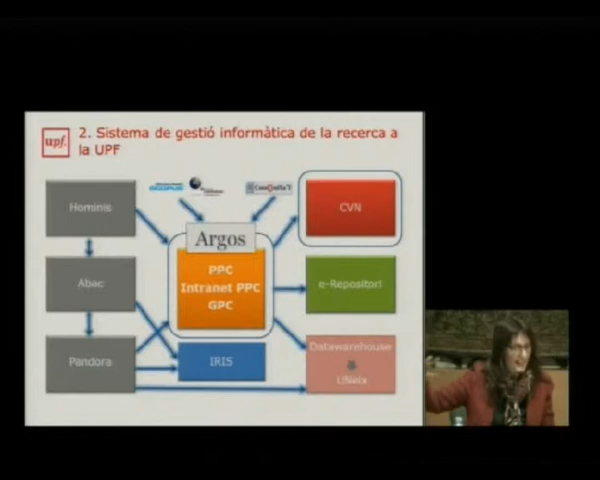 upf.
2. Sistema de gestió informàtica de la recerca a
la UPF
Hominis
Abac
Pandora
Argos
PPC
Intranet PPC
GPC
IRIS
CVN
e-Repositori
Datawarehouse
UNeix